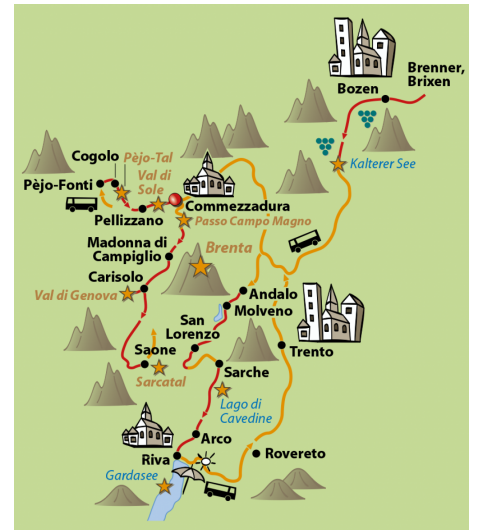 Brenner,
Brixen
Bozen
Kalterer See
Cogolo
Pèjo-Tal
Val di
Sole
Pèjo-Fonti
Pellizzano
Commezzadura
Passo Campo Magno
Madonna di
Campiglio
Brenta
Carisolo
Val di Genova
Andalo
Molveno
San
Lorenzo
Trento
Saone
Sarcatal
Sarche
Lago di
Cavedine
Arco
Riva
Rovereto
Gardasee